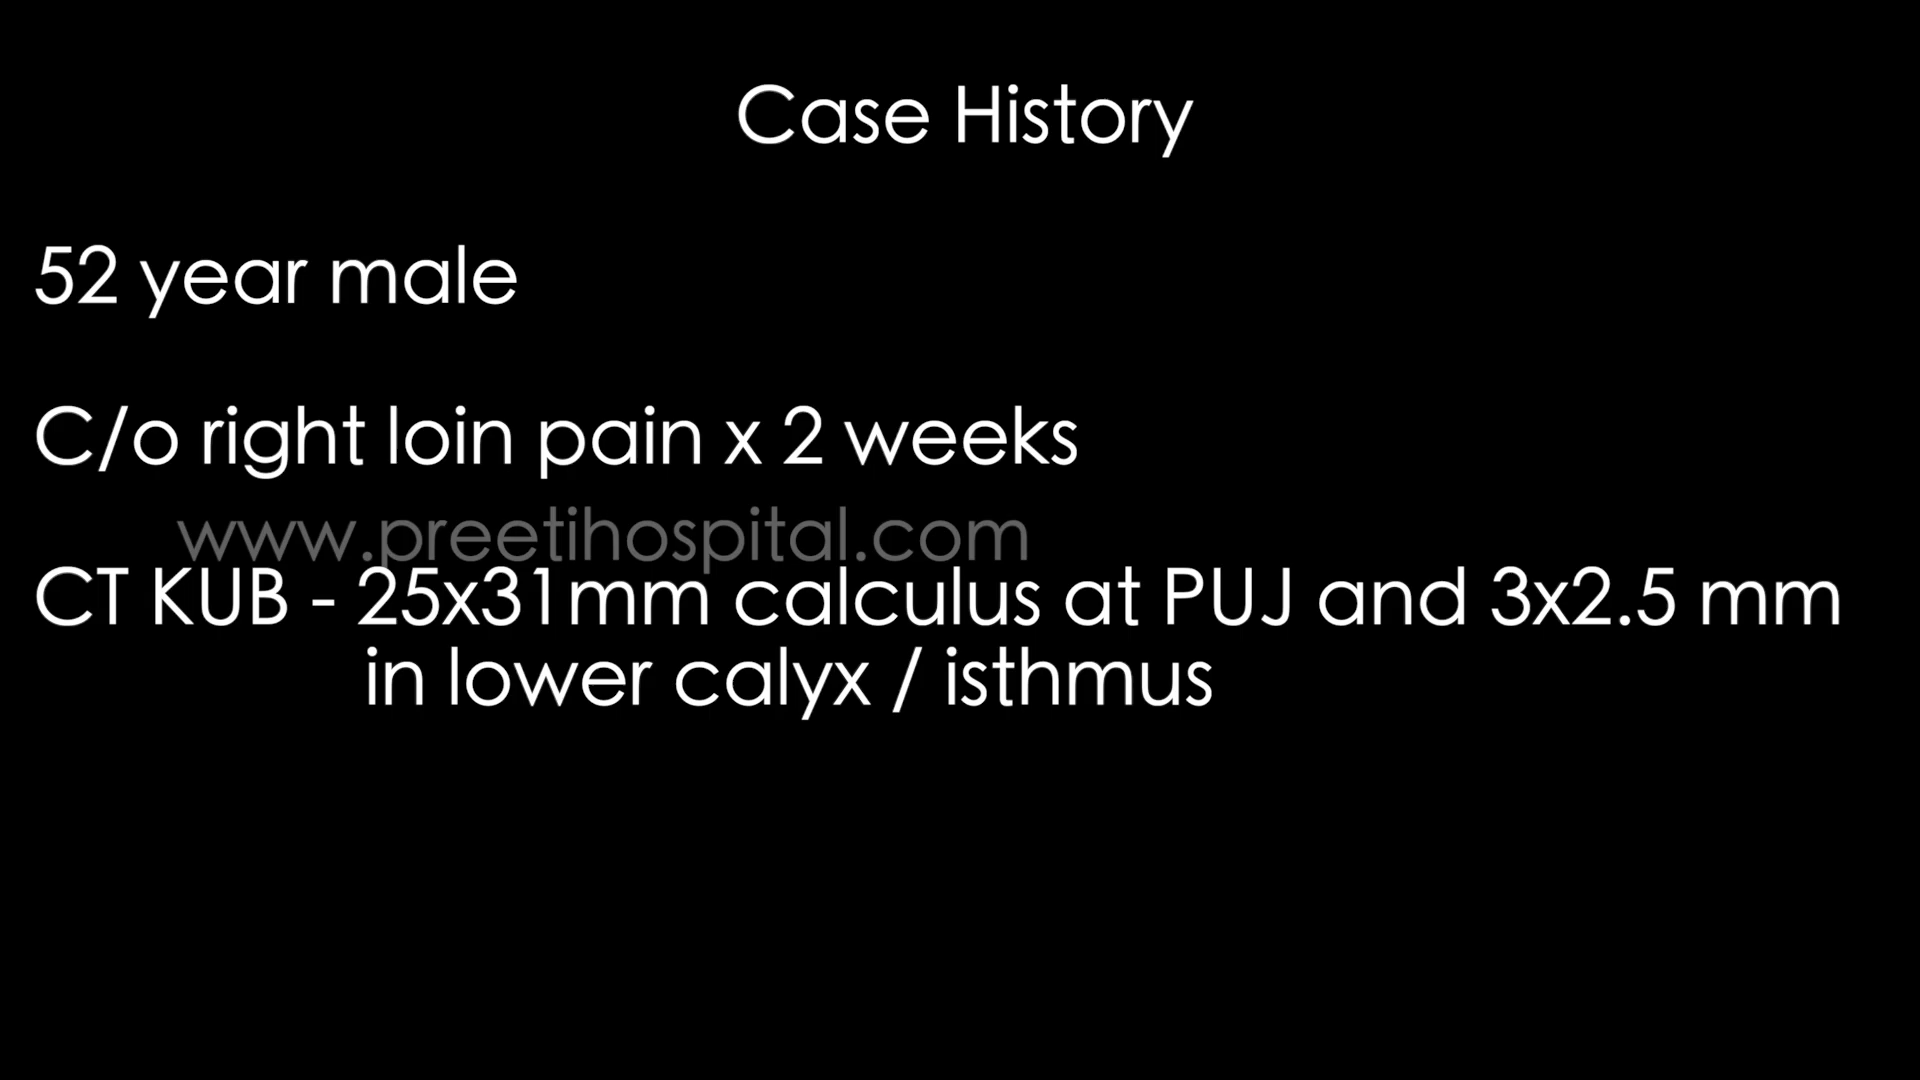 Case History
52 year male
C/o right loin pain x 2 weeks
www.preetihospital.com
CT KUB - 25x31mm calculus at PUJ and 3x2.5 mm
in lower calyx / isthmus